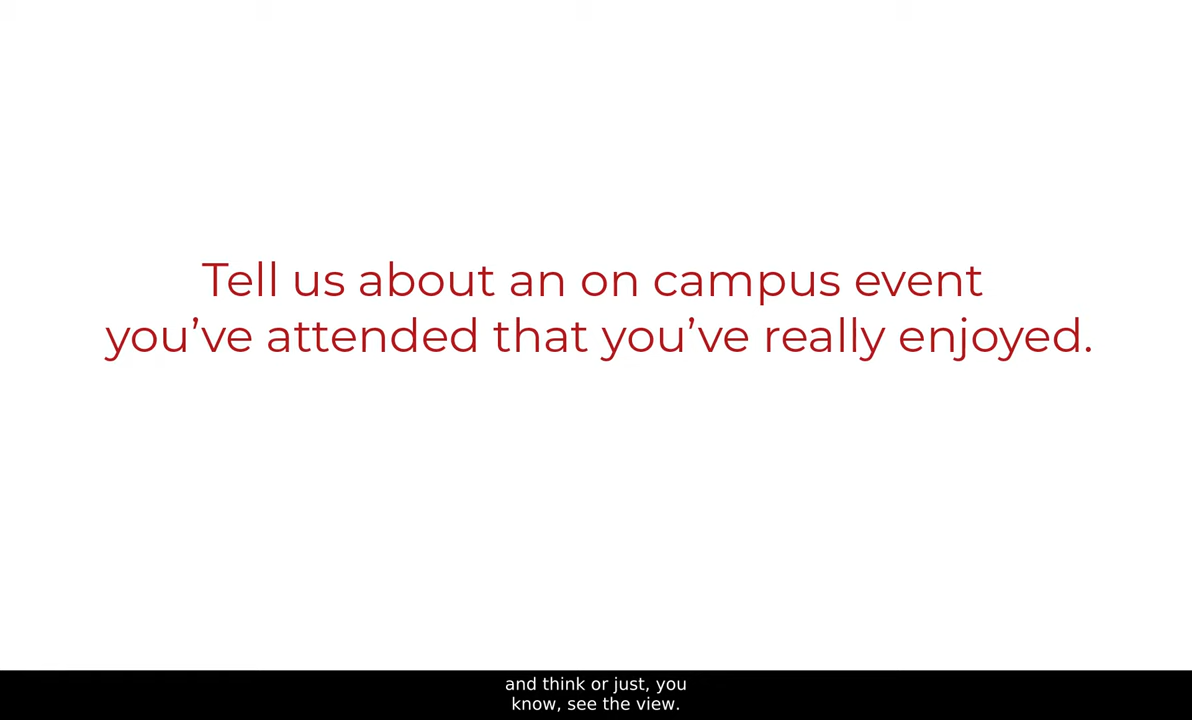 Tell us about an on campus event
you’ve attended that you’ve really enjoyed.
and think or just, you
know, see the view.